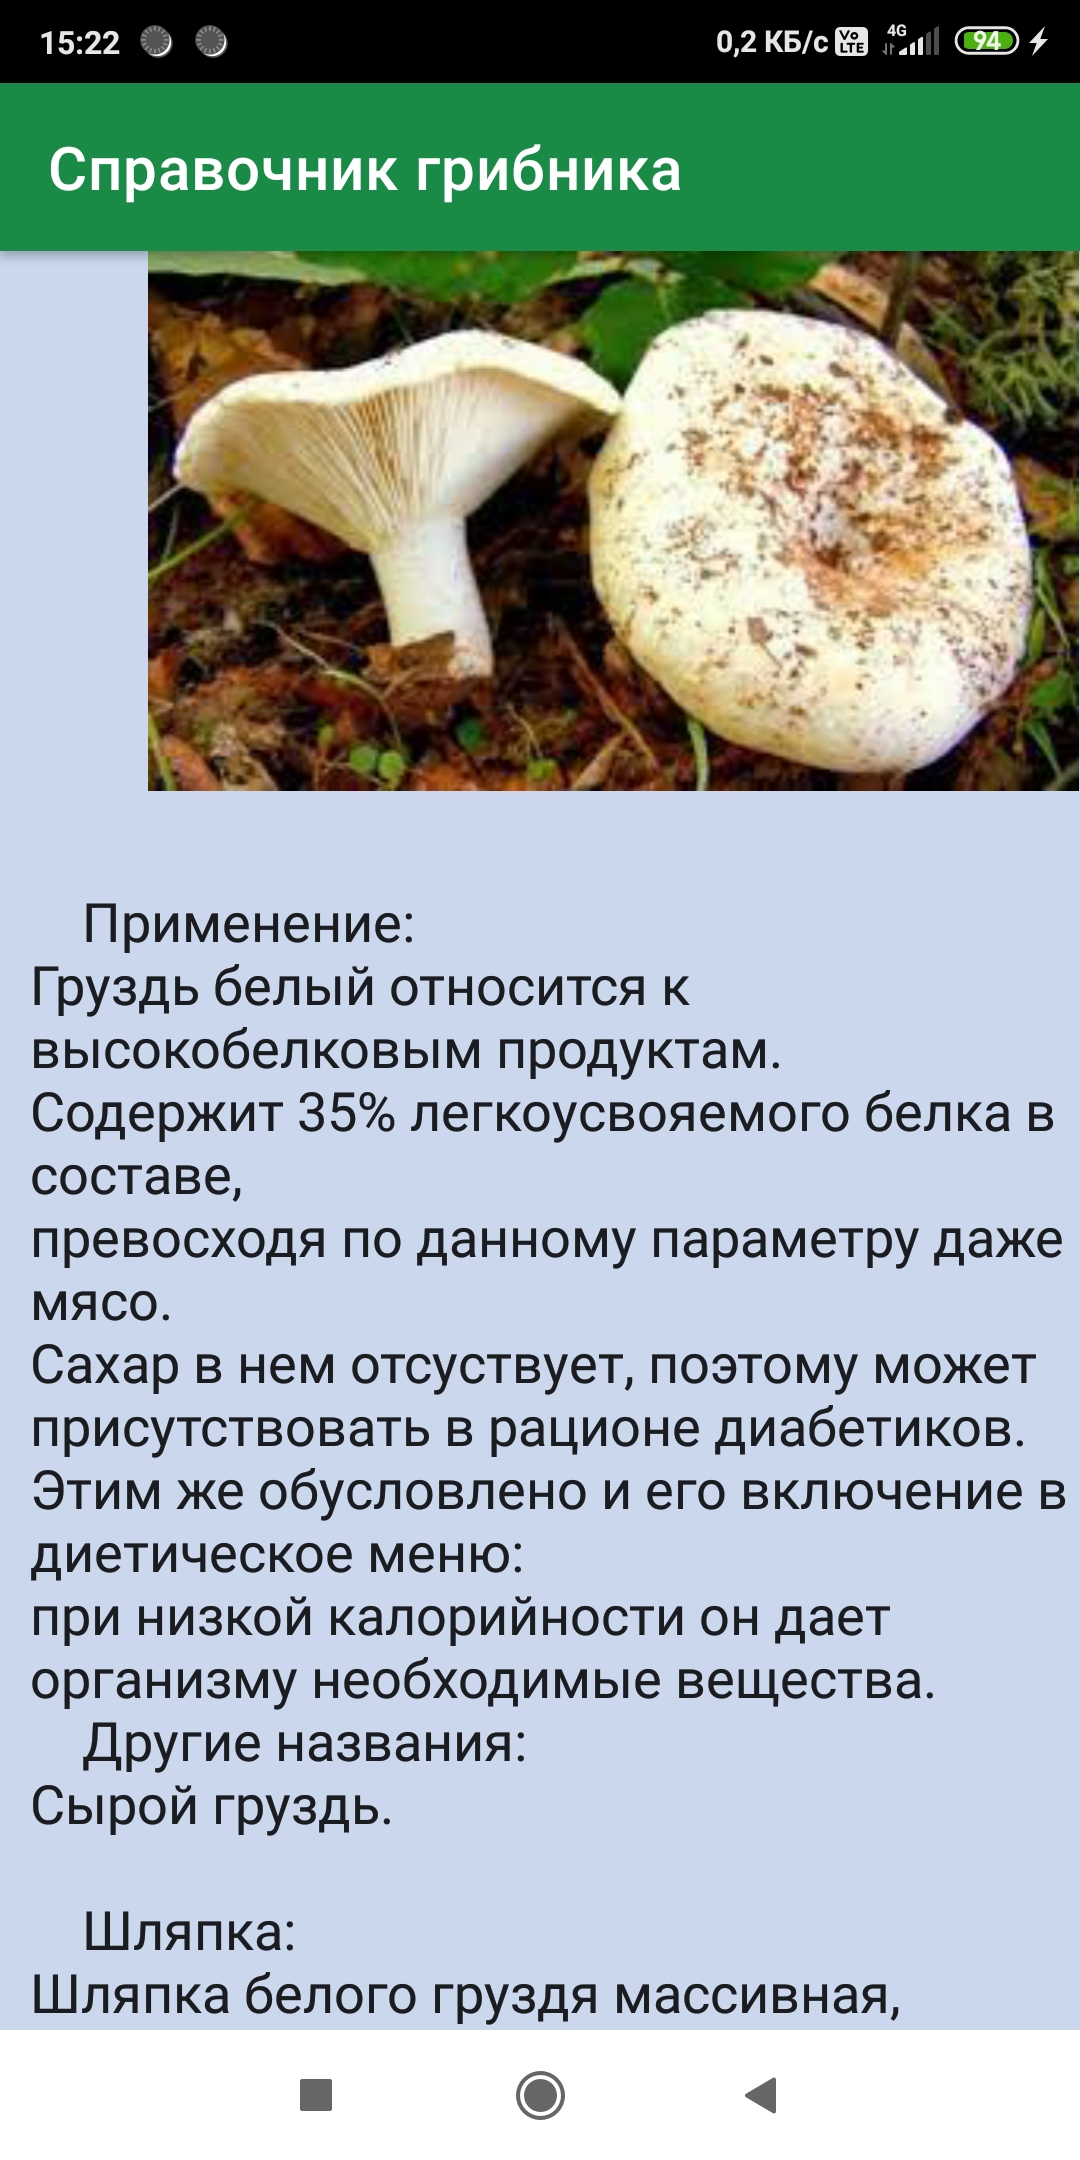 15:22 0,2 КБ/с Vo LTE 4G 94
Справочник грибника
Применение:
Груздь белый относится к
высокобелковым продуктам.
Содержит 35% легкоусвояемого белка в
составе,
превосходя по данному параметру даже
мясо.
Сахар в нем отсуствует, поэтому может
присутствовать в рационе диабетиков.
Этим же обусловлено и его включение в
диетическое меню:
при низкой калорийности он дает
организму необходимые вещества.
Другие названия:
Сырой груздь.
Шляпка:
Шляпка белого груздя массивная,